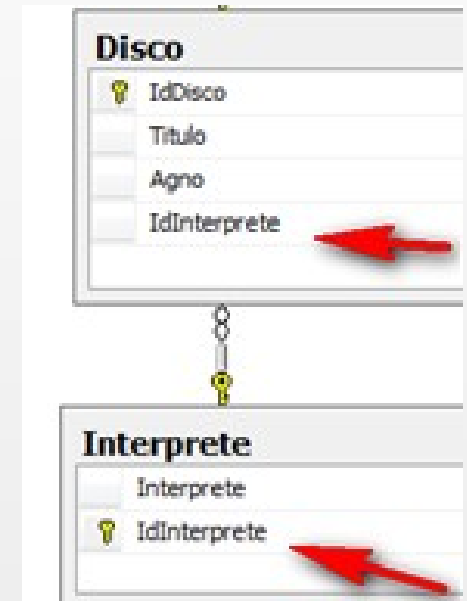 Disco
IdDisco
Titulo
Agno
IdInterprete
Interprete
Interprete
IdInterprete